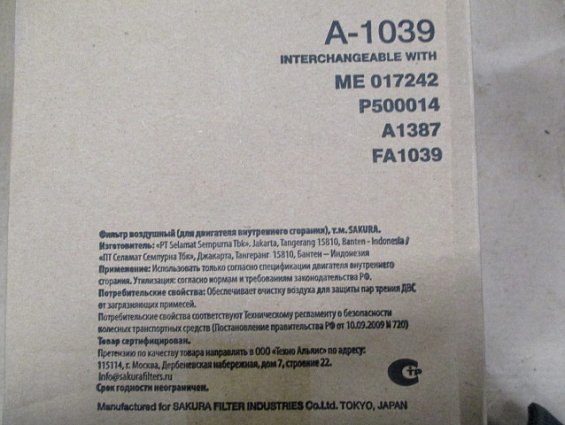 A-1039
INTERCHANGEABLE WITH
ME 017242
P500014
A1387
FA1039
Фильтр воздушный (для двигателя внутреннего сгорания), т.м. SAKURA.
Изготовитель: «PT Selamat Sempurna Tbk». Jakarta, Tangerang 15810, Banten - Indonesia /
«ПТ Селамат Семпурна Тбк», Джакарта, Тангеранг 15810, Бантен – Индонезия
Применение: Использовать только согласно спецификации двигателя внутреннего
сгорания. Утилизация: согласно нормам и требованиям законодательства РФ.
Потребительские свойства: Обеспечивает очистку воздуха для защиты пар трения ДВС
от загрязняющих примесей.
Потребительские свойства соответствуют Техническому регламенту о безопасности
колесных транспортных средств (Постановление правительства РФ от 10.09.2009 N 720)
Товар сертифицирован.
Претензию по качеству товара направлять в ООО «Техно Альянс» по адресу:
115114, г. Москва, Дербеневская набережная, дом 7, строение 22.
Info@sakurafilters.ru
Срок годности неограничен.
Manufactured for SAKURA FILTER INDUSTRIES Co.Ltd. TOKYO, JAPAN